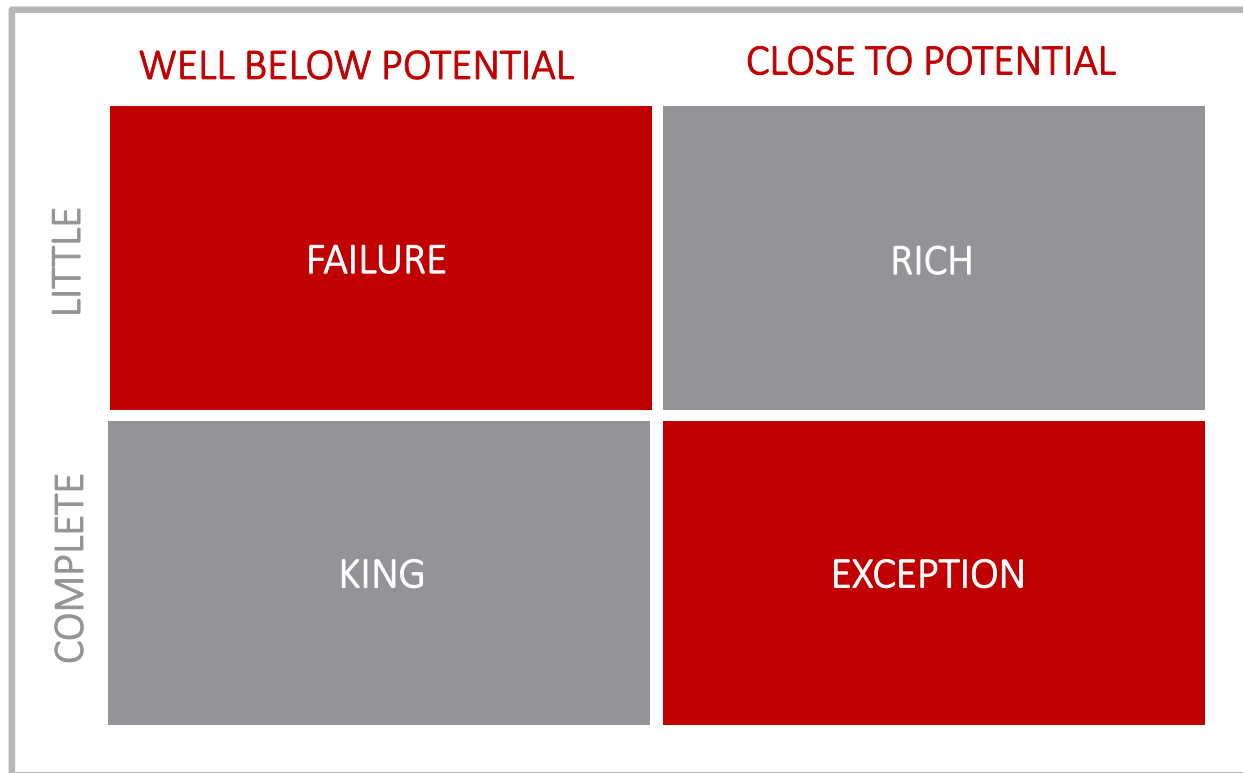 WELL BELOW POTENTIAL
CLOSE TO POTENTIAL
LITTLE
FAILURE
RICH
COMPLETE
KING
EXCEPTION